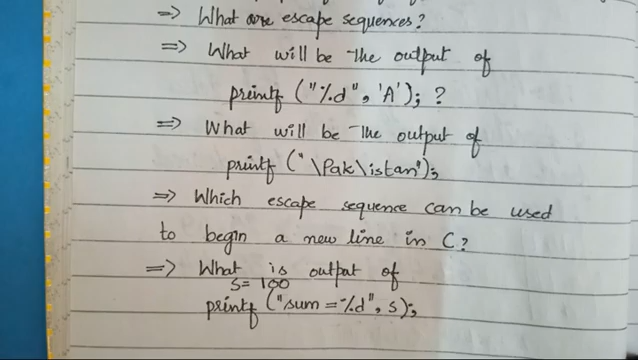 => What are escape sequences?
=> What will be the output of
printf ("%d", 'A'); ?
=> What will be the output of
printf ("\Pak\istan");
=> Which escape sequence can be used
to begin a new line in C?
=> What is output of
S= 100
printf ("sum = %d", s);